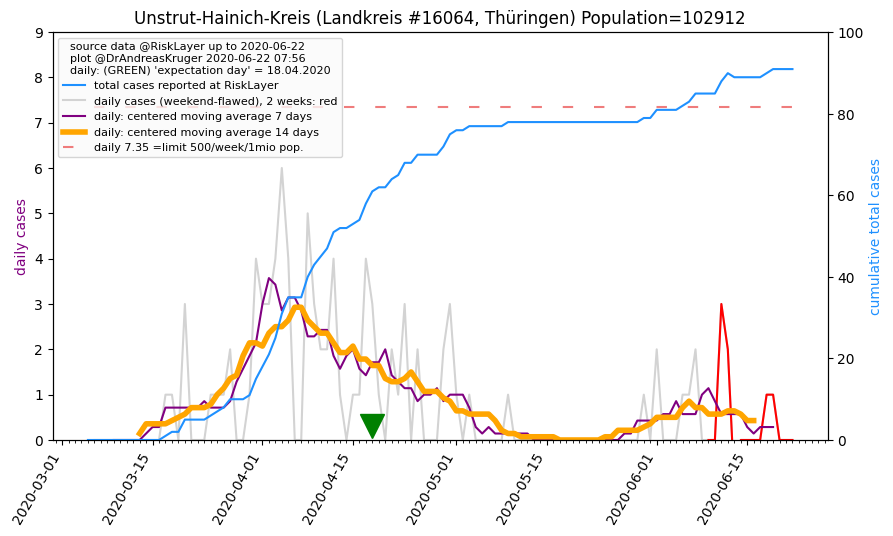 Unstrut-Hainich-Kreis (Landkreis #16064, Thüringen) Population=102912
source data @RiskLayer up to 2020-06-22
plot @DrAndreasKruger 2020-06-22 07:56
daily: (GREEN) 'expectation day' = 18.04.2020
total cases reported at RiskLayer
daily cases (weekend-flawed), 2 weeks: red
daily: centered moving average 7 days
daily: centered moving average 14 days
daily 7.35 =limit 500/week/1mio pop.
daily cases
9
8
7
6
5
4
3
2
1
0
100
80
60
40
20
0
cumulative total cases
2020-03-01
2020-03-15
2020-04-01
2020-04-15
2020-05-01
2020-05-15
2020-06-01
2020-06-15